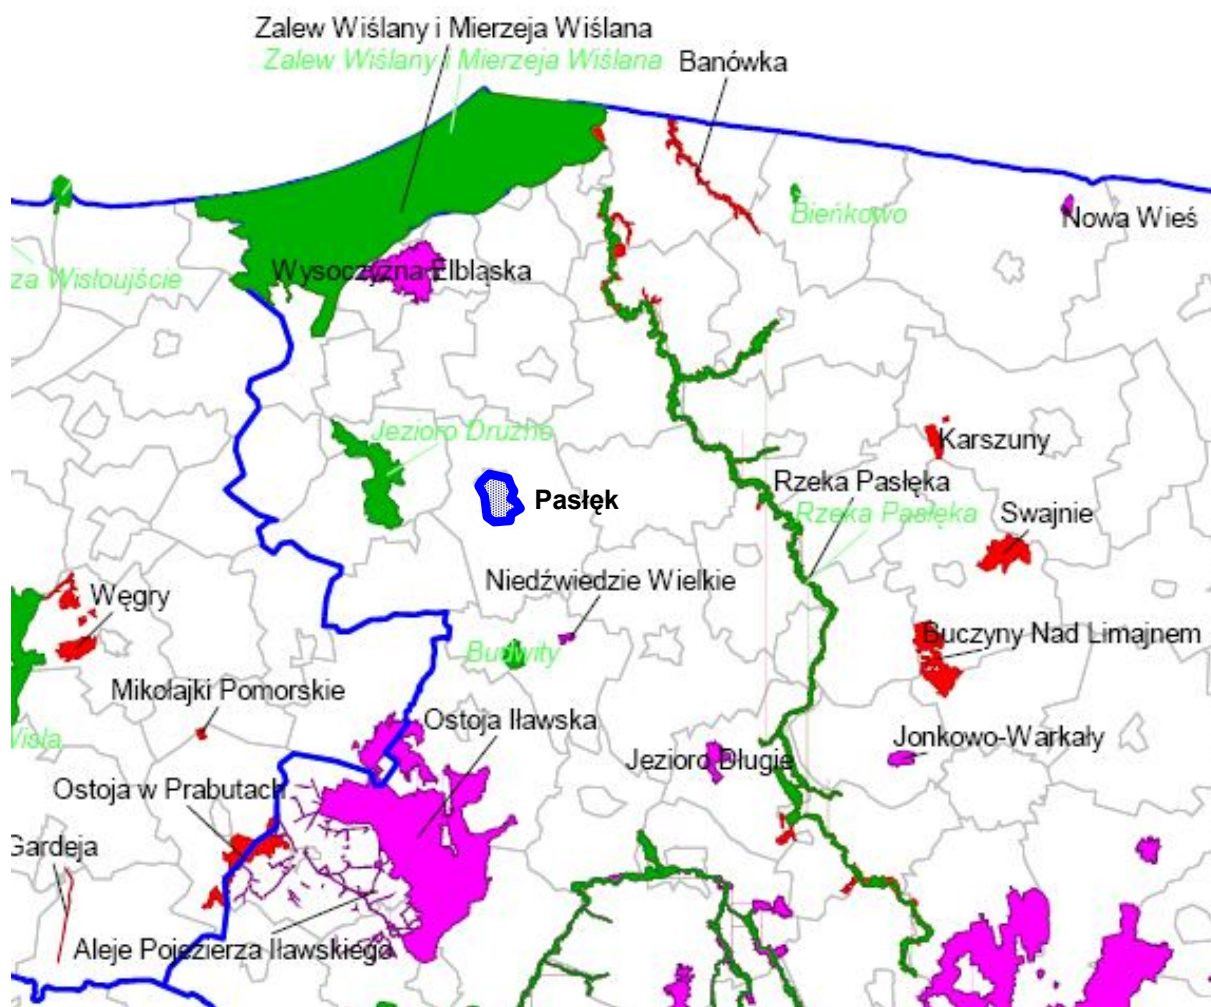 Zalew Wiślany i Mierzeja Wiślana
Zalew Wiślany i Mierzeja Wiślana
Banówka
Bieńkowo
Nowa Wieś
za Wisłoujście
Wysoczyzna Elbląska
Jezioro Drużno
Karszuny
Pasłęk
Rzeka Pasłęka
Rzeka Pasłęka
Swajnie
Niedźwiedzie Wielkie
Węgry
Buczyny Nad Limajnem
Budwity
Mikołajki Pomorskie
Ostoja Iławska
Wisła
Jonkowo-Warkały
Jezioro Długie
Ostoja w Prabutach
Gardeja
Aleje Pojezierza Iławskiego